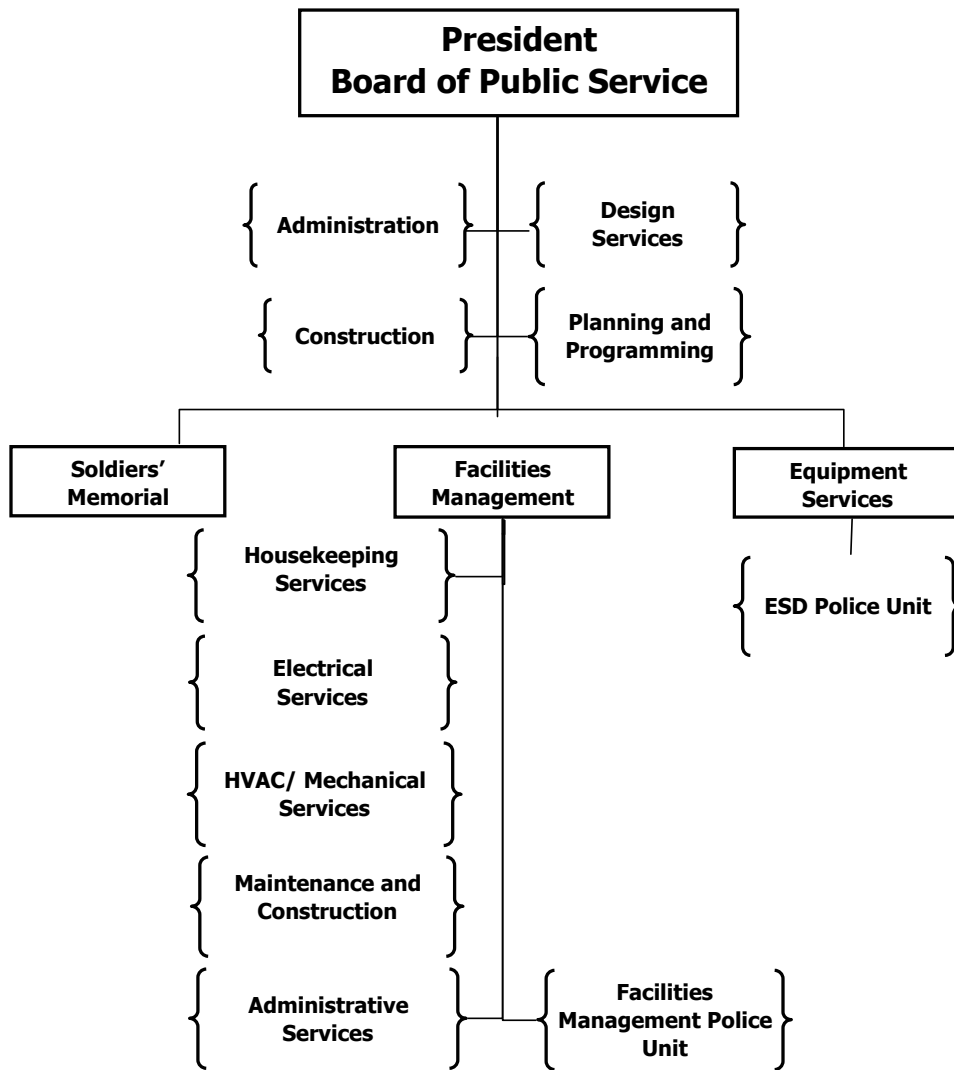 President
Board of Public Service
Administration
Design
Services
Construction
Planning and
Programming
Soldiers’
Memorial
Facilities
Management
Equipment
Services
Housekeeping
Services
ESD Police Unit
Electrical
Services
HVAC/ Mechanical
Services
Maintenance and
Construction
Administrative
Services
Facilities
Management Police
Unit